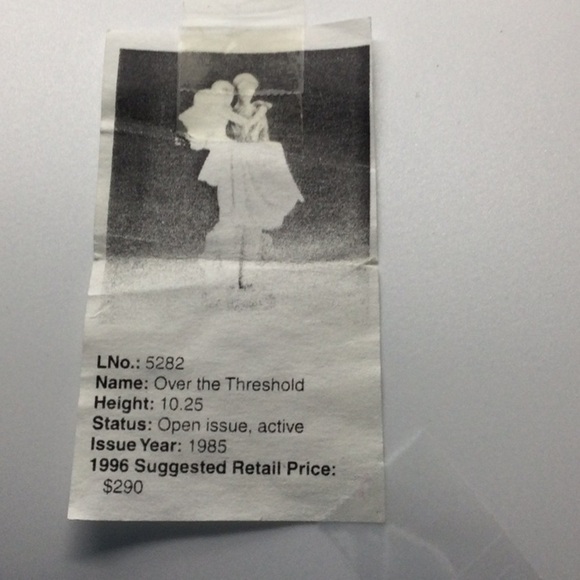 LNo.: 5282
Name: Over the Threshold
Height: 10.25
Status: Open issue, active
Issue Year: 1985
1996 Suggested Retail Price:
$290